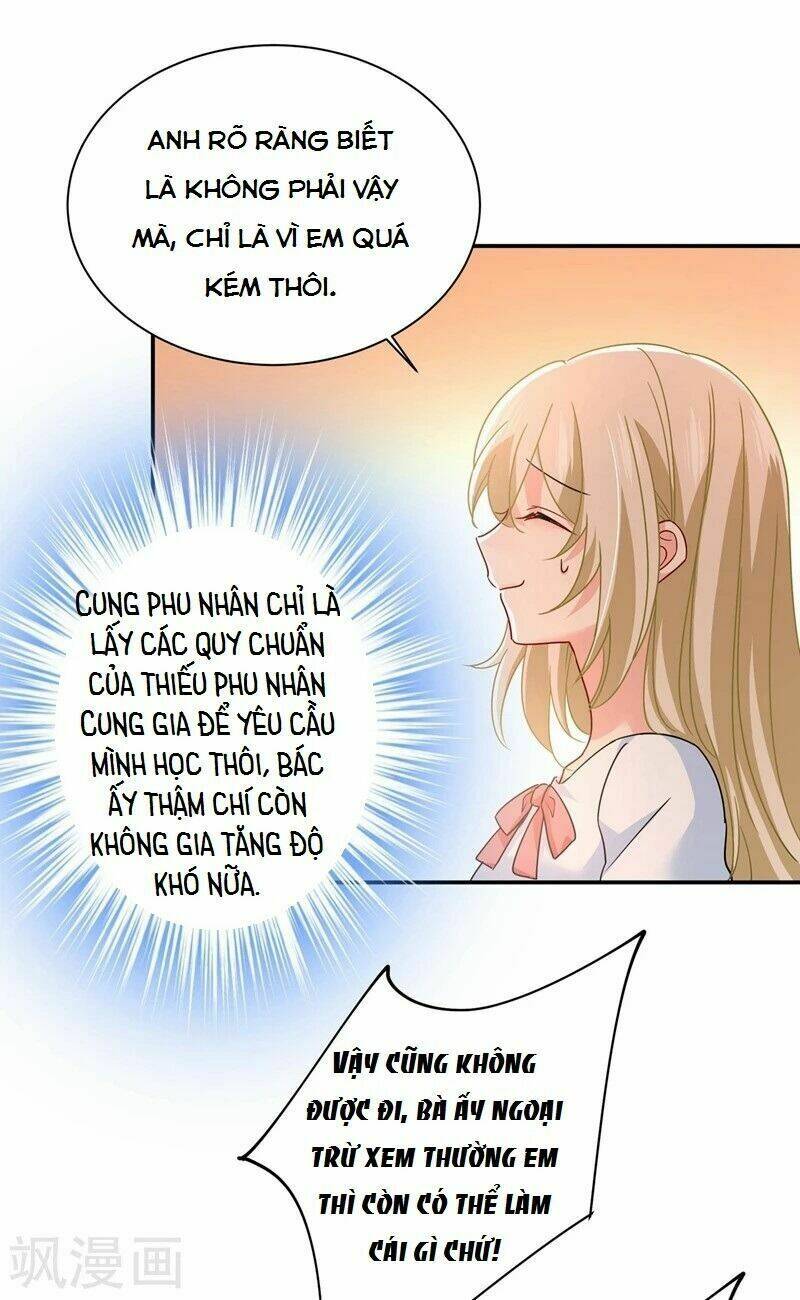 ANH RÕ RÀNG BIẾT
LÀ KHÔNG PHẢI VẬY
MÀ, CHỈ LÀ VÌ EM QUÁ
KÉM THÔI.
CUNG PHU NHÂN CHỈ LÀ
LẤY CÁC QUY CHUẨN
CỦA THIẾU PHU NHÂN
CUNG GIA ĐỂ YÊU CẦU
MÌNH HỌC THÔI, BÁC
ẤY THẬM CHÍ CÒN
KHÔNG GIA TĂNG ĐỘ
KHÓ NỮA.
VẬY CŨNG KHÔNG
ĐƯỢC ĐI, BÀ ẤY NGOẠI
TRỪ XEM THƯỜNG EM
THÌ CÒN CÓ THỂ LÀM
CÁI GÌ CHỨ!
飒漫画